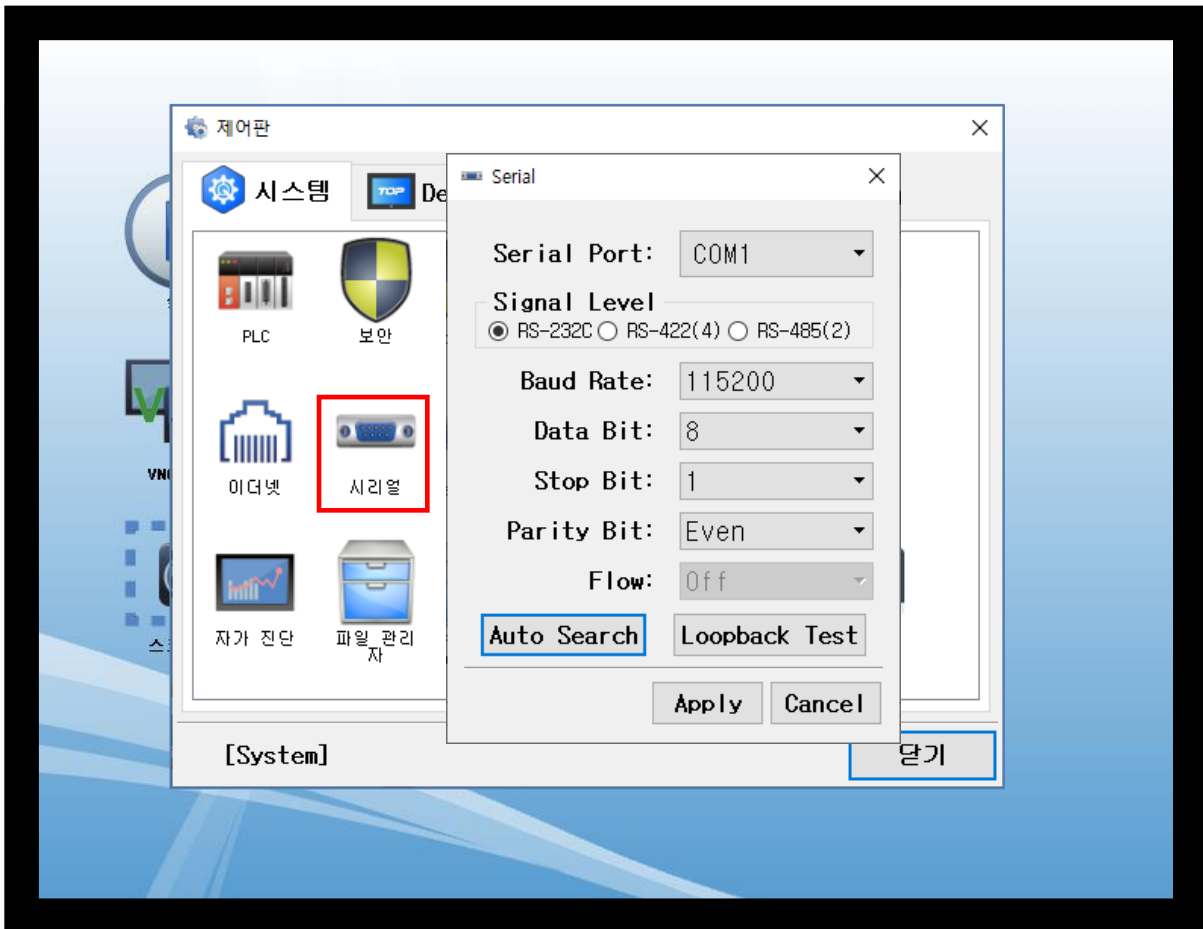 제어판
시스템
TOP
De
Serial
Serial Port: COM1
Signal Level
RS-232C RS-422(4) RS-485(2)
Baud Rate: 115200
Data Bit: 8
Stop Bit: 1
Parity Bit: Even
Flow: Off
Auto Search Loopback Test
Apply Cancel
PLC
보안
이더넷
시리얼
자가 진단
파일 관리
자
[System]
닫기
VN